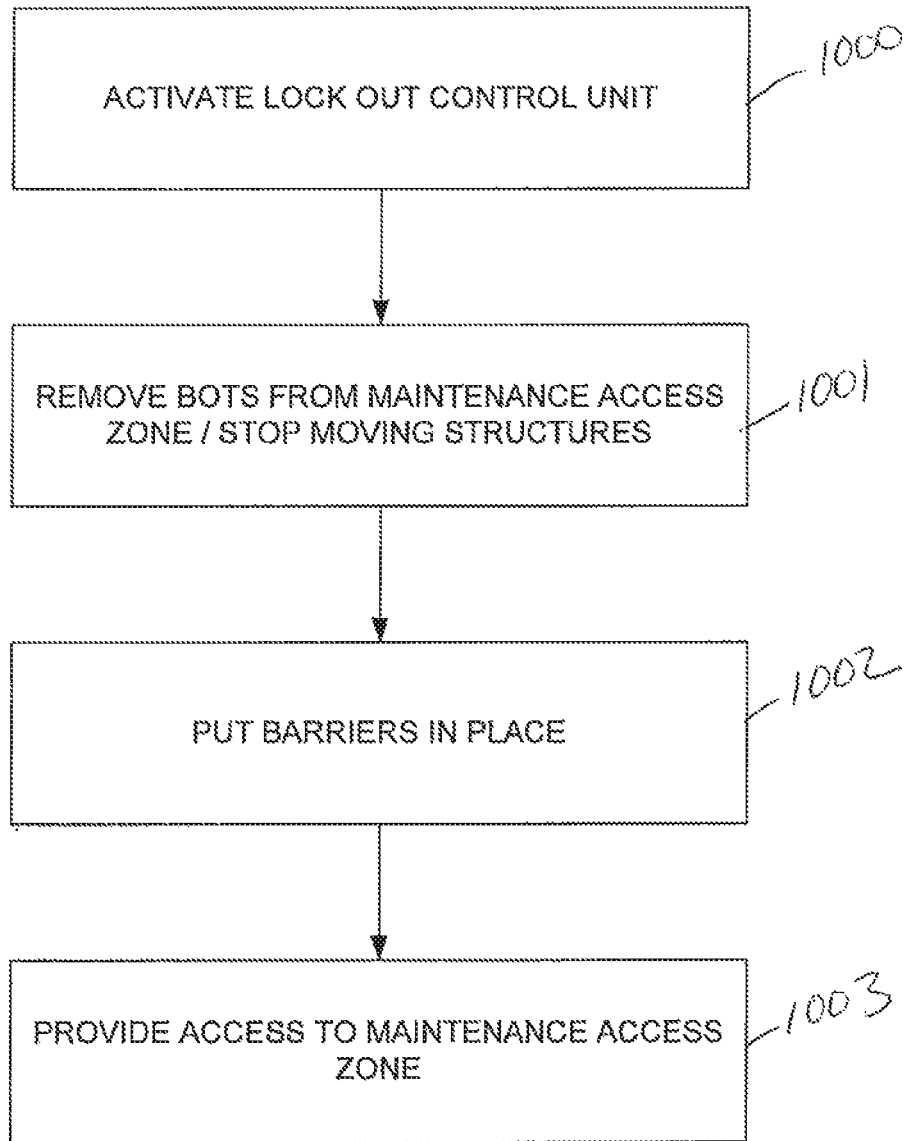 ACTIVATE LOCK OUT CONTROL UNIT
1000
REMOVE BOTS FROM MAINTENANCE ACCESS
ZONE / STOP MOVING STRUCTURES
1001
PUT BARRIERS IN PLACE
1002
PROVIDE ACCESS TO MAINTENANCE ACCESS
ZONE
1003